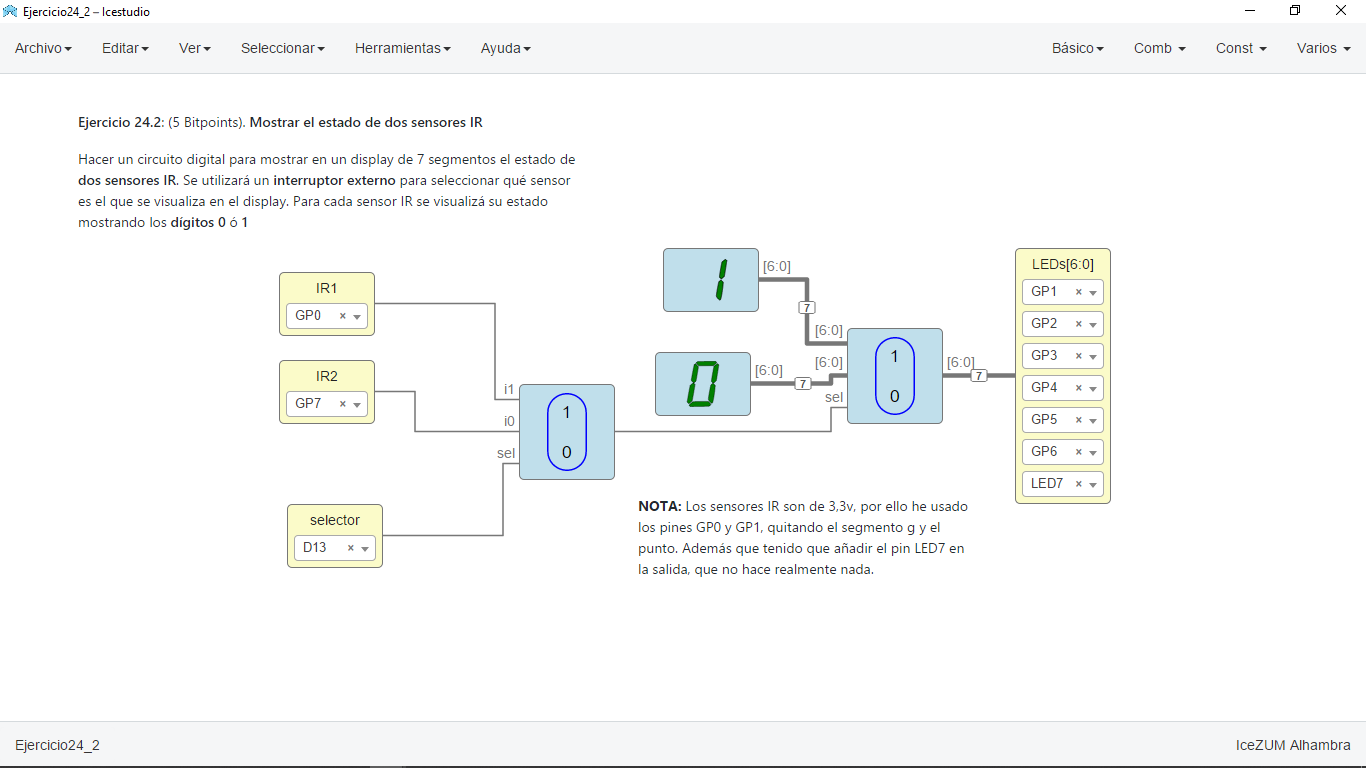 Ejercicio24_2 – Icestudio
Archivo Editar Ver Seleccionar Herramientas Ayuda Básico Comb Const Varios
Ejercicio 24.2: (5 Bitpoints). Mostrar el estado de dos sensores IR
Hacer un circuito digital para mostrar en un display de 7 segmentos el estado de
dos sensores IR. Se utilizará un interruptor externo para seleccionar qué sensor
es el que se visualiza en el display. Para cada sensor IR se visualizá su estado
mostrando los dígitos 0 ó 1
IR1
GP0 ×
IR2
GP7 ×
selector
D13 ×
i1
i0
sel
1
0
1
[6:0]
7
0
[6:0]
7
[6:0]
[6:0]
sel
1
0
[6:0]
7
LEDs[6:0]
GP1 ×
GP2 ×
GP3 ×
GP4 ×
GP5 ×
GP6 ×
LED7 ×
NOTA: Los sensores IR son de 3,3v, por ello he usado
los pines GP0 y GP1, quitando el segmento g y el
punto. Además que tenido que añadir el pin LED7 en
la salida, que no hace realmente nada.
Ejercicio24_2 IceZUM Alhambra